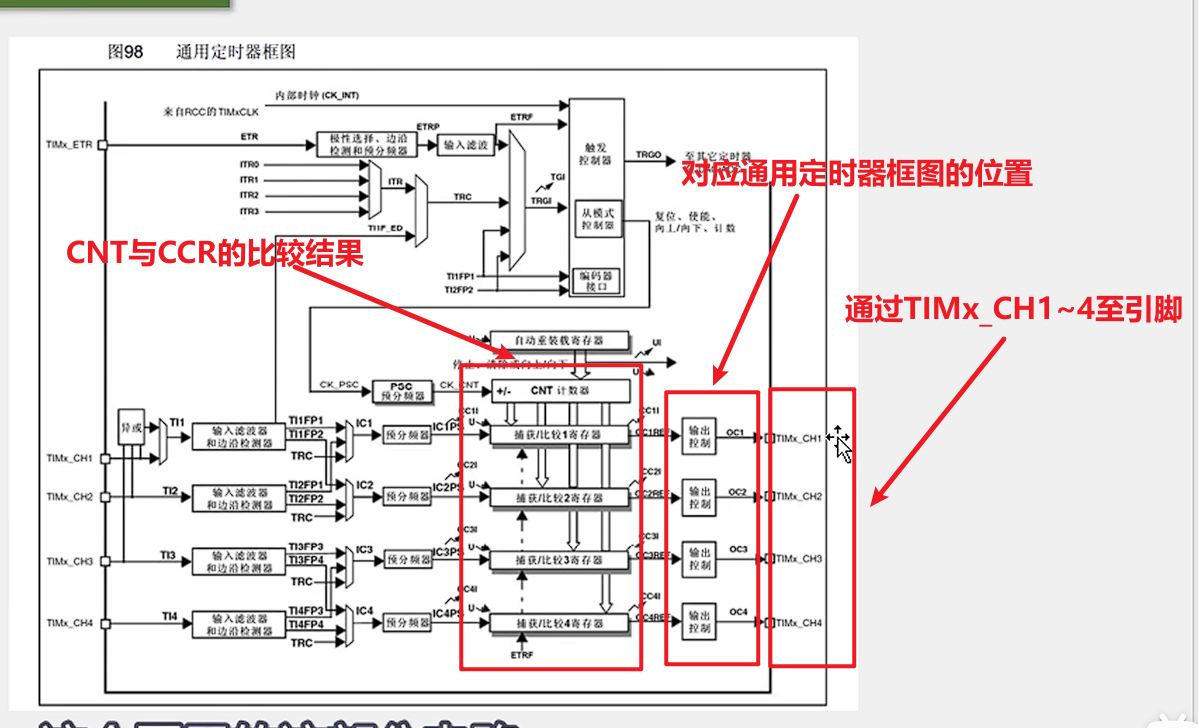 图98 通用定时器框图
内部时钟(CK_INT)
来自RCC的TIMxCLK
ETRF
ETR
ETRP
TIMx_ETR
极性选择、边沿
检测和预分频器
输入滤波
触发
控制器
TRGO
至其它定时器
对应通用定时器框图的位置
ITR0
ITR1
ITR2
ITR3
ITR
TRC
TGI
TRGI
从模式
控制器
复位、使能、
向上/向下、计数
TI1F_ED
CNT与CCR的比较结果
TI1FP1
TI2FP2
编码器
接口
通过TIMx_CH1~4至引脚
自动重装载寄存器
UI
U
停止、清除或向上/向下
CK_PSC
PSC
预分频器
CK_CNT
+/-
CNT 计数器
异或
TI1
输入滤波器
和边沿检测器
TI1FP1
TI1FP2
TRC
IC1
预分频器
IC1PS
CC1I
U
捕获/比较1寄存器
CC1I
OC1REF
输出
控制
OC1
TIMx_CH1
TIMx_CH1
TIMx_CH2
TI2
输入滤波器
和边沿检测器
TI2FP1
TI2FP2
TRC
IC2
预分频器
IC2PS
CC2I
U
捕获/比较2寄存器
CC2I
OC2REF
输出
控制
OC2
TIMx_CH2
TIMx_CH3
TI3
输入滤波器
和边沿检测器
TI3FP3
TI3FP4
TRC
IC3
预分频器
IC3PS
CC3I
U
捕获/比较3寄存器
CC3I
OC3REF
输出
控制
OC3
TIMx_CH3
TIMx_CH4
TI4
输入滤波器
和边沿检测器
TI4FP3
TI4FP4
TRC
IC4
预分频器
IC4PS
CC4I
U
捕获/比较4寄存器
CC4I
OC4REF
输出
控制
OC4
TIMx_CH4
ETRF